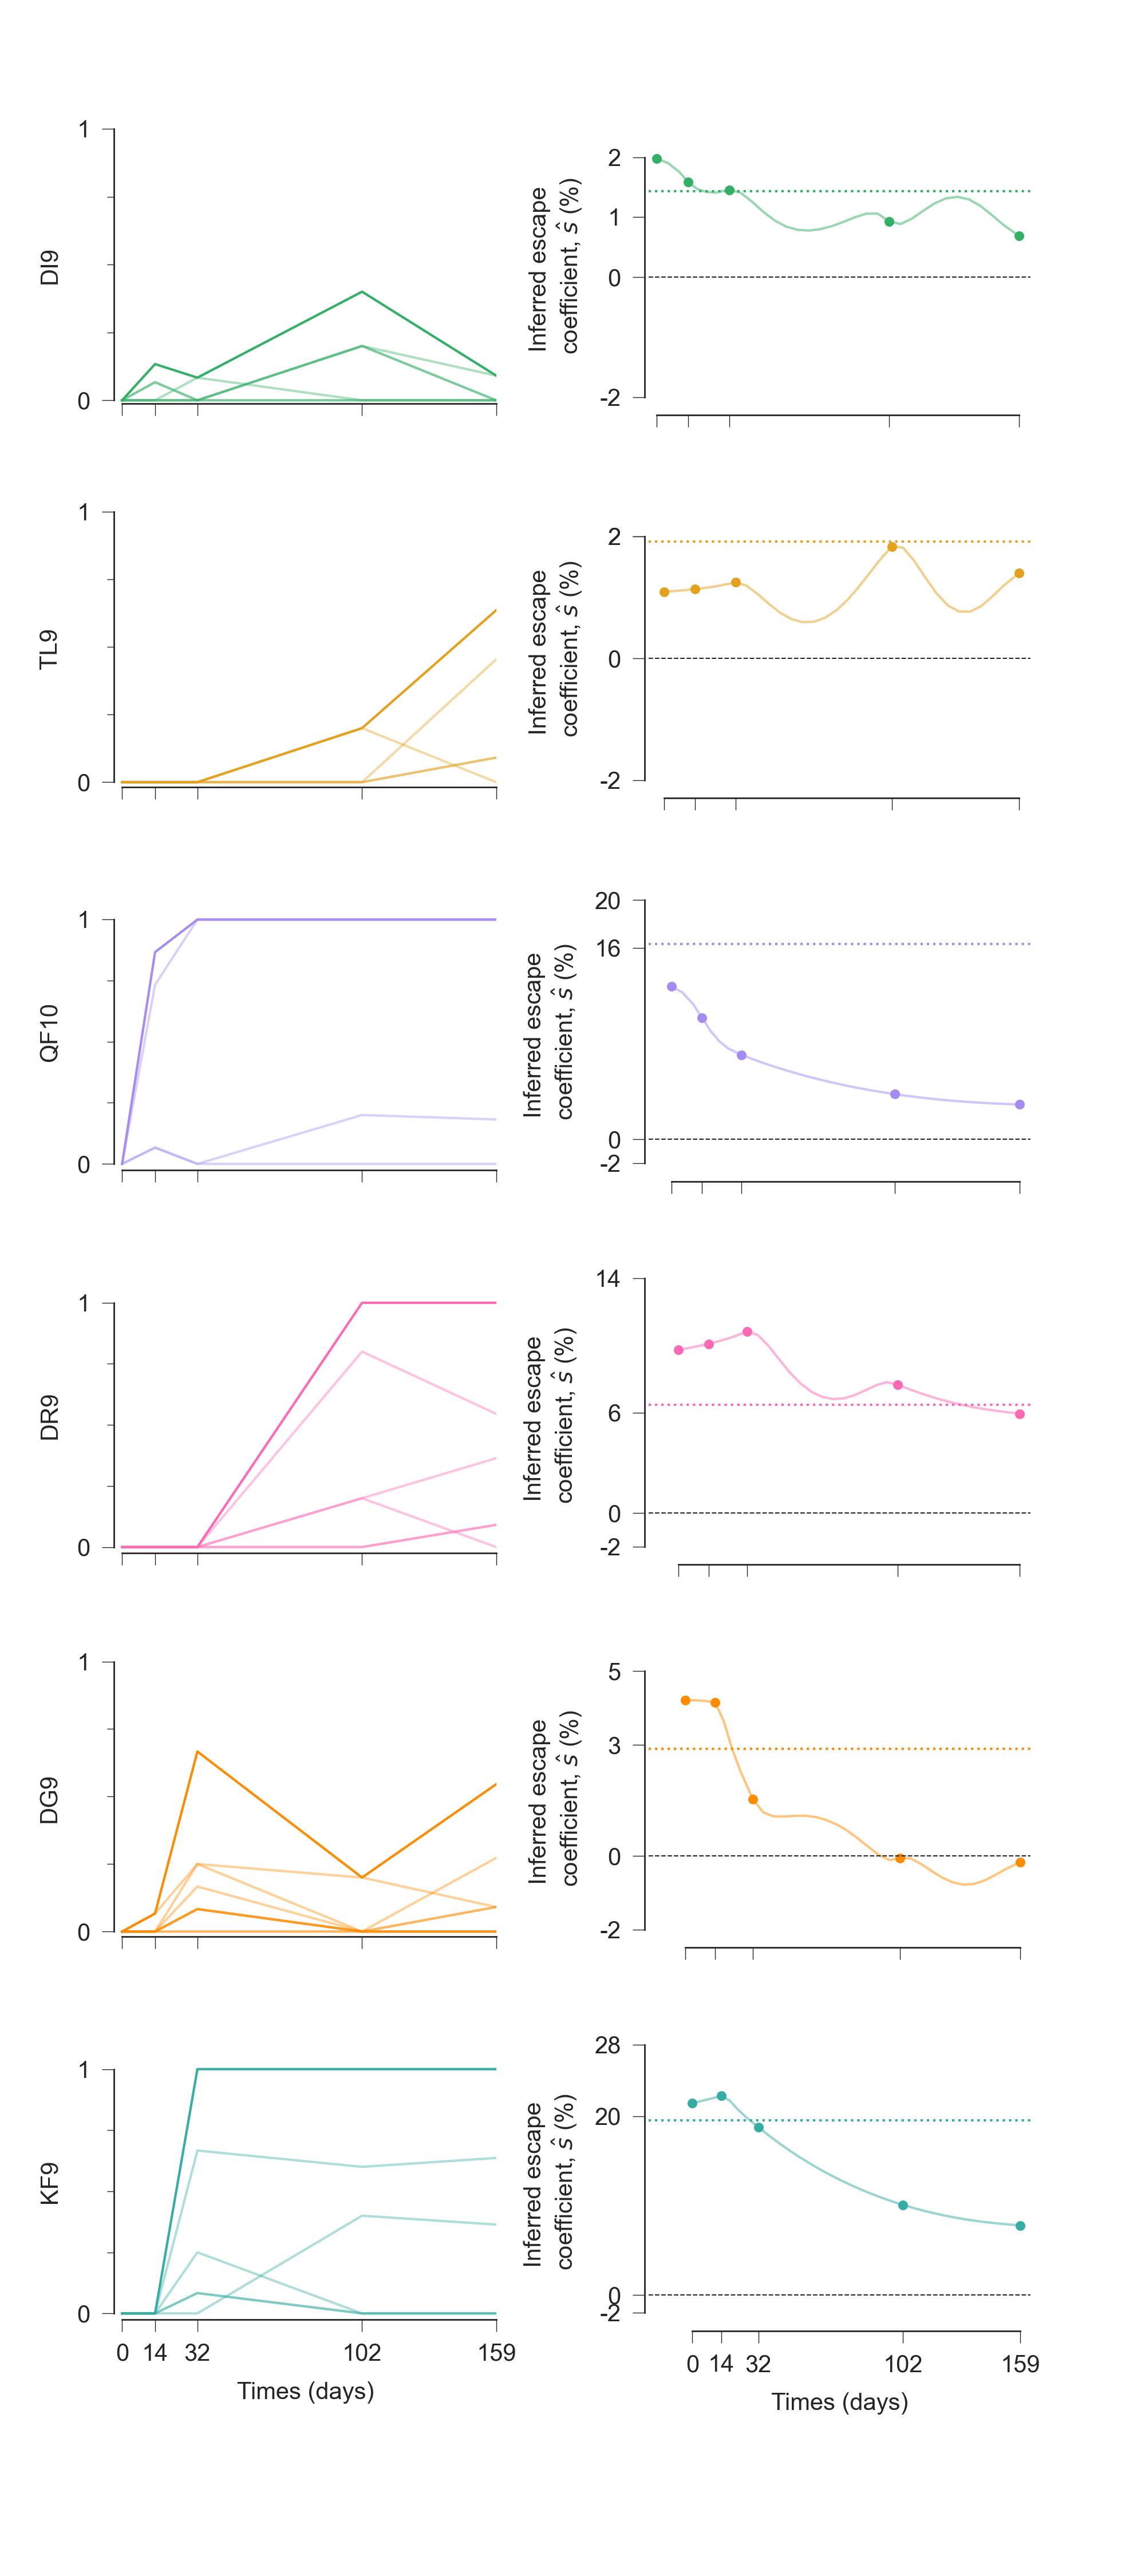 1
0
DI9
Inferred escape
coefficient, ŝ (%)
2
1
0
-2
1
0
TL9
Inferred escape
coefficient, ŝ (%)
2
0
-2
1
0
QF10
Inferred escape
coefficient, ŝ (%)
20
16
0
-2
1
0
DR9
Inferred escape
coefficient, ŝ (%)
14
6
0
-2
1
0
DG9
Inferred escape
coefficient, ŝ (%)
5
3
0
-2
1
0
KF9
0 14 32 102 159
Times (days)
Inferred escape
coefficient, ŝ (%)
28
20
0
-2
0 14 32 102 159
Times (days)